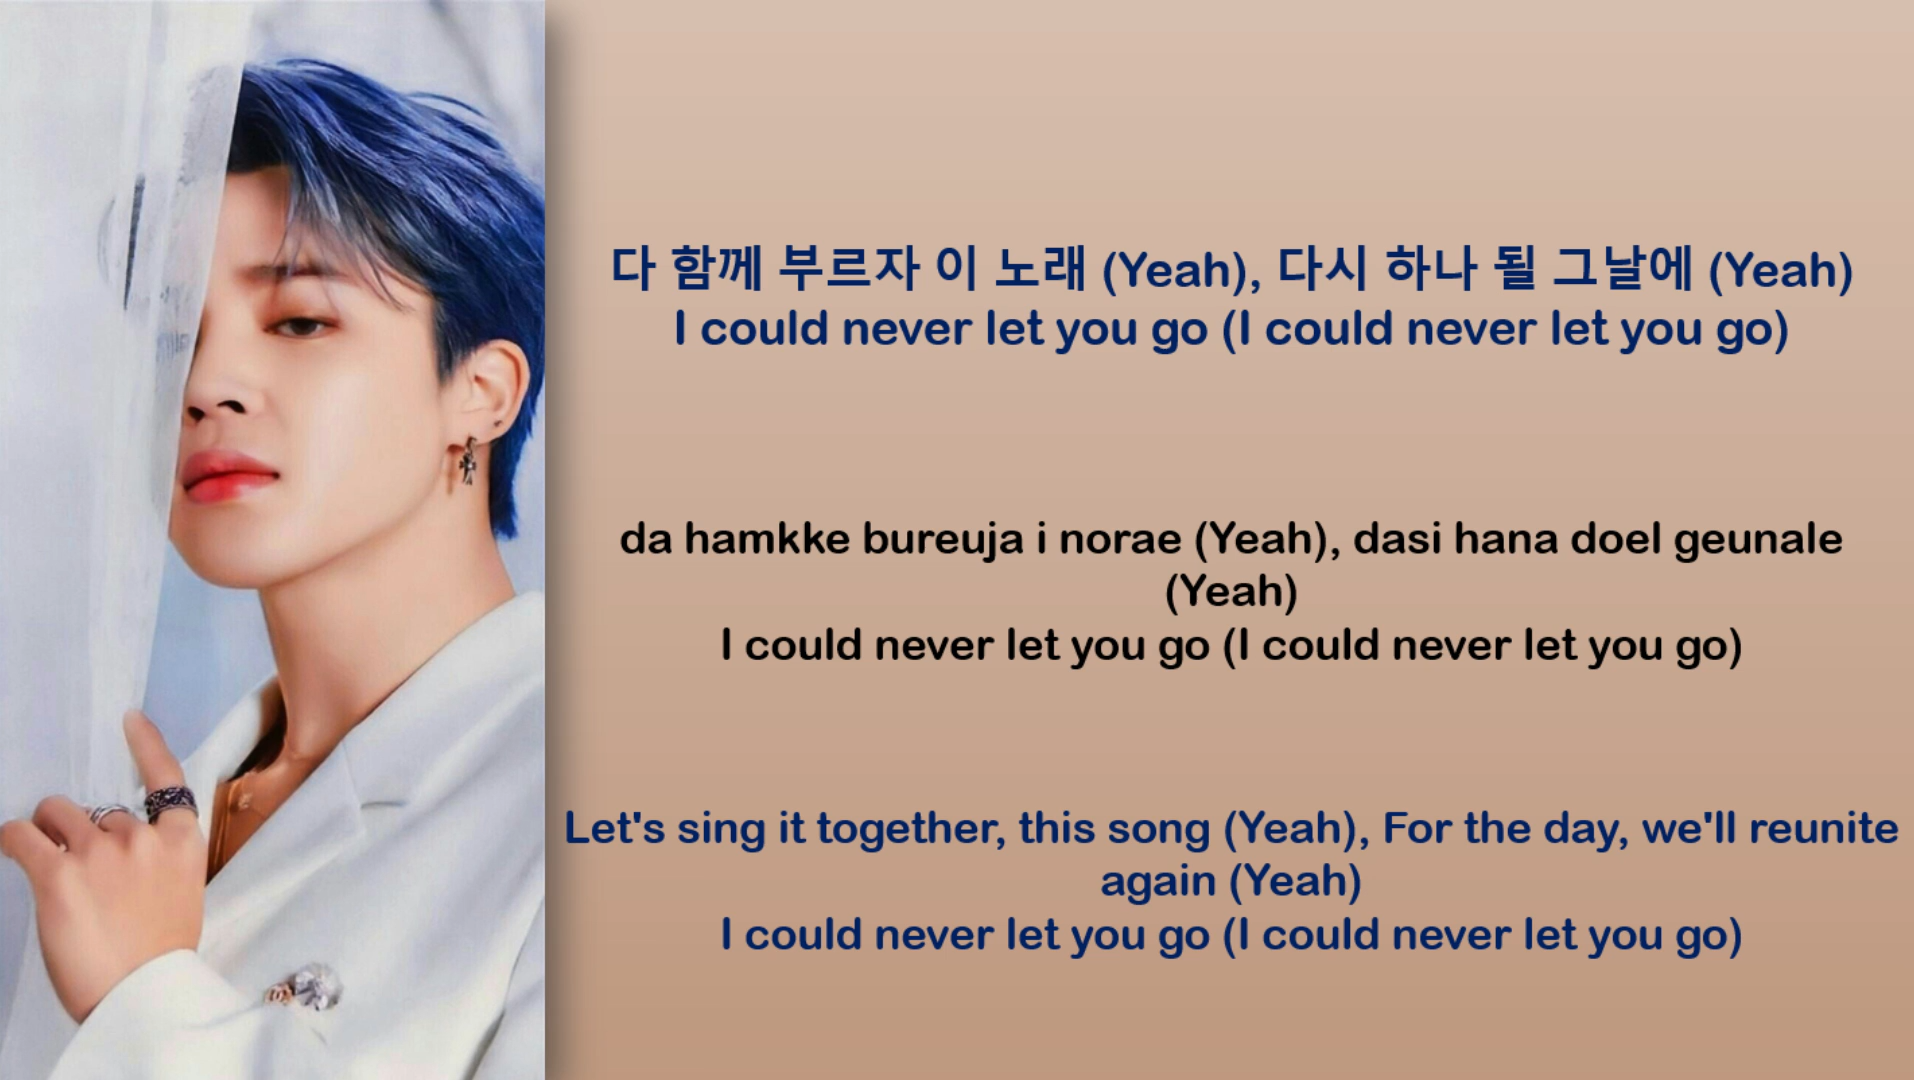 다 함께 부르자 이 노래 (Yeah), 다시 하나 될 그날에 (Yeah)
I could never let you go (I could never let you go)
da hamkke bureuja i norae (Yeah), dasi hana doel geunale
(Yeah)
I could never let you go (I could never let you go)
Let's sing it together, this song (Yeah), For the day, we'll reunite
again (Yeah)
I could never let you go (I could never let you go)